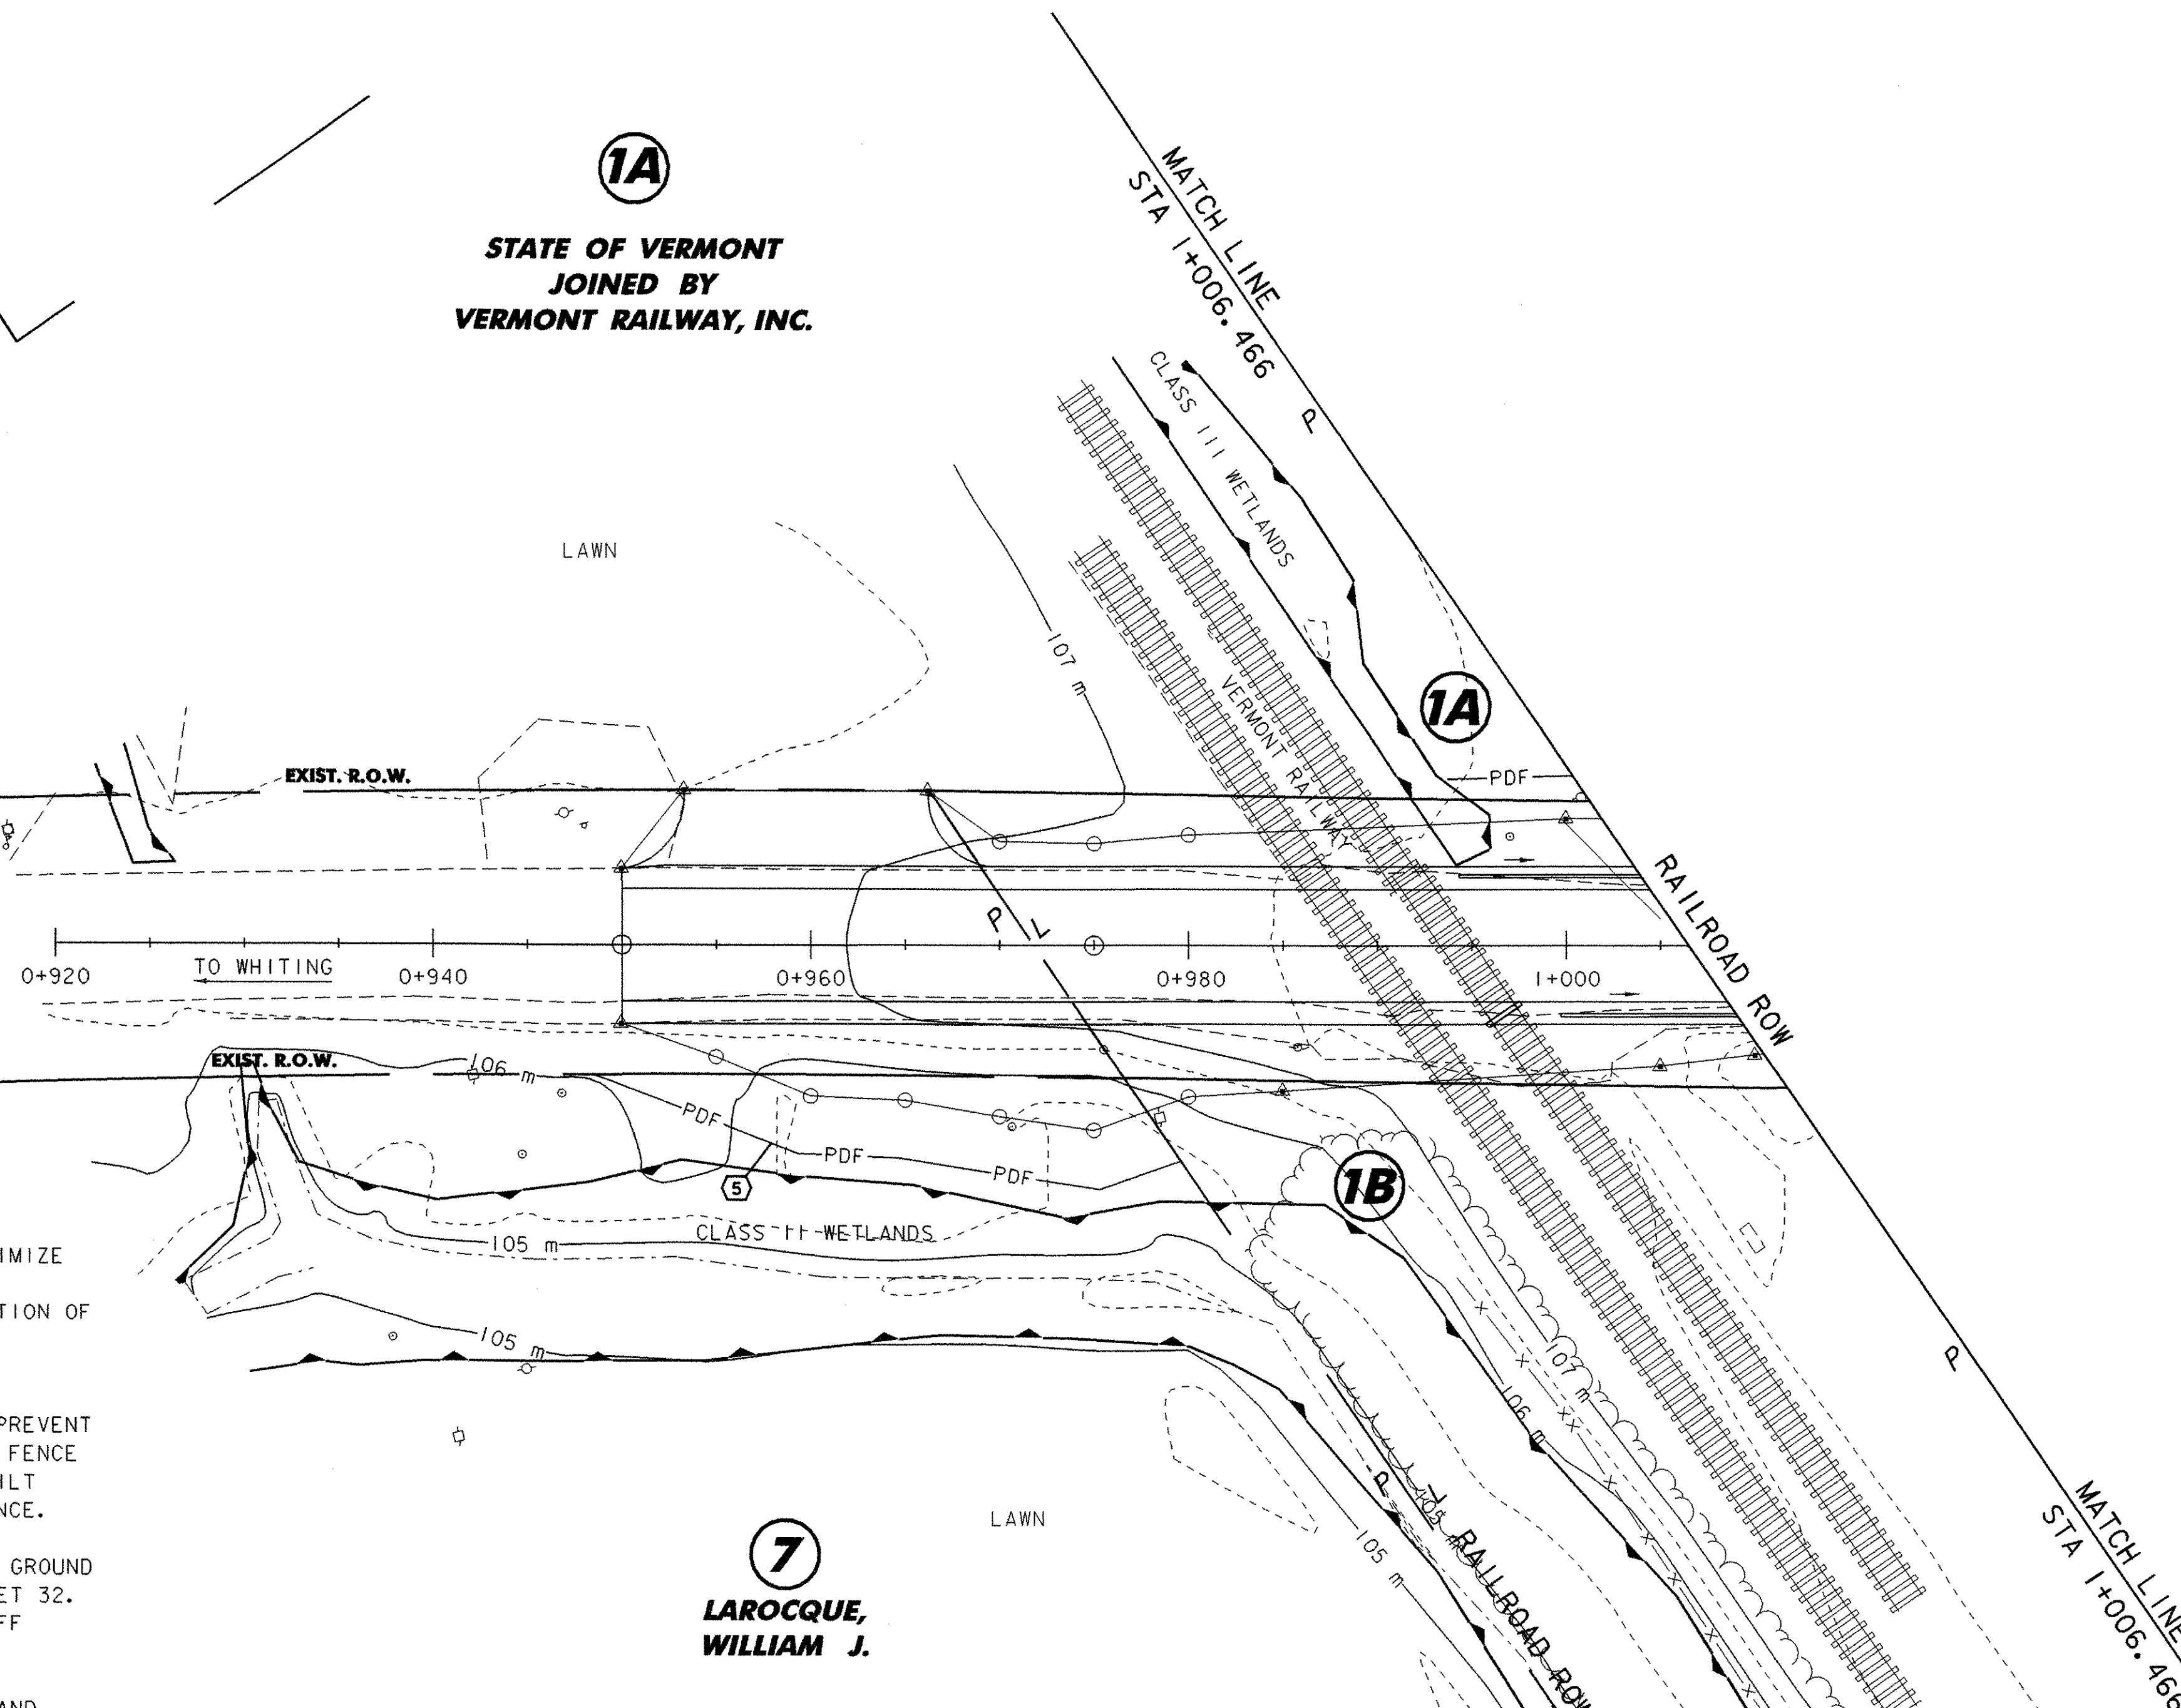 1A
STATE OF VERMONT
JOINED BY
VERMONT RAILWAY, INC.
MATCH LINE
STA 1+006.466
P
CLASS III WETLANDS
LAWN
107 m
VERMONT RAILWAY
1A
EXIST. R.O.W.
PDF
RAILROAD ROW
P L
0+920
TO WHITING
0+940
0+960
0+980
1+000
EXIST. R.O.W.
106 m
PDF
PDF
PDF
5
1B
CLASS II WETLANDS
105 m
105 m
107 m
106 m
P
IMIZE
TION OF
PREVENT
FENCE
ILT
NCE.
GROUND
ET 32.
FF
AND
LAWN
7
LAROCQUE,
WILLIAM J.
105 m
P L
105 m
RAILROAD ROW
MATCH LINE
STA 1+006.466